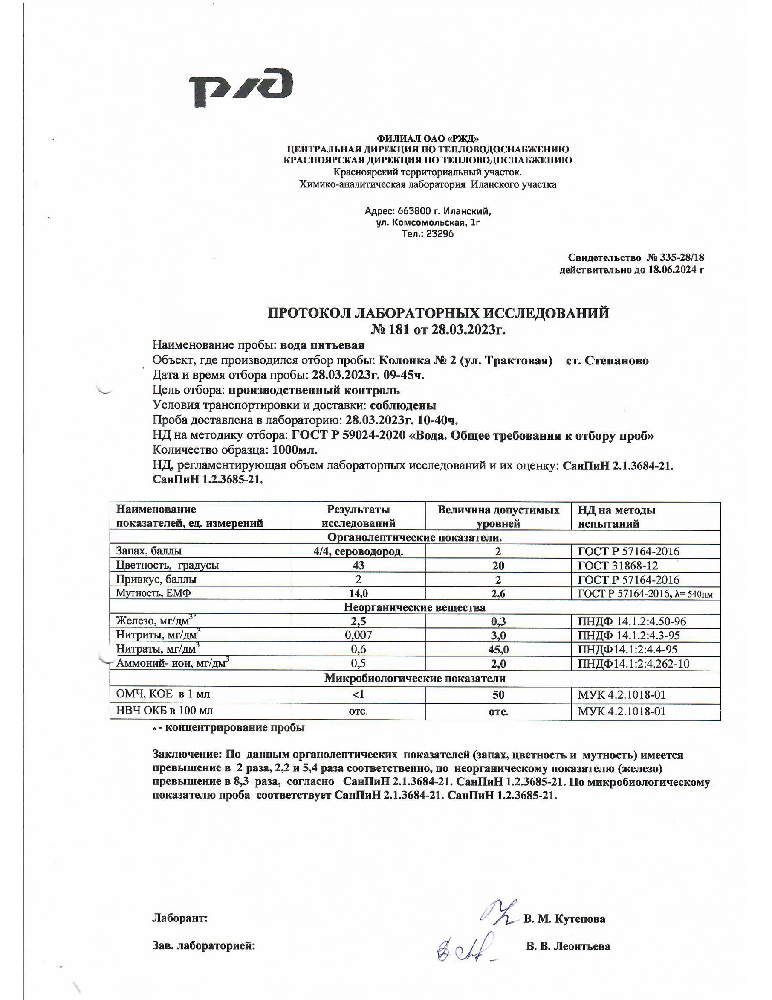 РЖД
ФИЛИАЛ ОАО «РЖД»
ЦЕНТРАЛЬНАЯ ДИРЕКЦИЯ ПО ТЕПЛОВОДОСНАБЖЕНИЮ
КРАСНОЯРСКАЯ ДИРЕКЦИЯ ПО ТЕПЛОВОДОСНАБЖЕНИЮ
Красноярский территориальный участок.
Химико-аналитическая лаборатория Иланского участка
Адрес: 663800 г. Иланский,
ул. Комсомольская, 1г
Тел.: 23296
Свидетельство № 335-28/18
действительно до 18.06.2024 г
ПРОТОКОЛ ЛАБОРАТОРНЫХ ИССЛЕДОВАНИЙ
№ 181 от 28.03.2023г.
Наименование пробы: вода питьевая
Объект, где производился отбор пробы: Колонка № 2 (ул. Трактовая) ст. Степаново
Дата и время отбора пробы: 28.03.2023г. 09-45ч.
Цель отбора: производственный контроль
Условия транспортировки и доставки: соблюдены
Проба доставлена в лабораторию: 28.03.2023г. 10-40ч.
НД на методику отбора: ГОСТ Р 59024-2020 «Вода. Общее требования к отбору проб»
Количество образца: 1000мл.
НД, регламентирующая объем лабораторных исследований и их оценку: СанПиН 2.1.3684-21.
СанПиН 1.2.3685-21.
Наименование показателей, ед. измерений Результаты исследований Величина допустимых уровней НД на методы испытаний
Органолептические показатели.
Запах, баллы 4/4, сероводород. 2 ГОСТ Р 57164-2016
Цветность, градусы 43 20 ГОСТ 31868-12
Привкус, баллы 2 2 ГОСТ Р 57164-2016
Мутность, ЕМФ 14,0 2,6 ГОСТ Р 57164-2016, λ= 540нм
Неорганические вещества
Железо, мг/дм³* 2,5 0,3 ПНДФ 14.1.2:4.50-96
Нитриты, мг/дм³ 0,007 3,0 ПНДФ 14.1.2:4.3-95
Нитраты, мг/дм³ 0,6 45,0 ПНДФ14.1:2:4.4-95
Аммоний- ион, мг/дм³ 0,5 2,0 ПНДФ14.1:2:4.262-10
Микробиологические показатели
ОМЧ, КОЕ в 1 мл <1 50 МУК 4.2.1018-01
НВЧ ОКБ в 100 мл отс. отс. МУК 4.2.1018-01
* - концентрирование пробы
Заключение: По данным органолептических показателей (запах, цветность и мутность) имеется
превышение в 2 раза, 2,2 и 5,4 раза соответственно, по неорганическому показателю (железо)
превышение в 8,3 раза, согласно СанПиН 2.1.3684-21. СанПиН 1.2.3685-21. По микробиологическому
показателю проба соответствует СанПиН 2.1.3684-21. СанПиН 1.2.3685-21.
Лаборант: В. М. Кутепова
Зав. лабораторией: В. В. Леонтьева